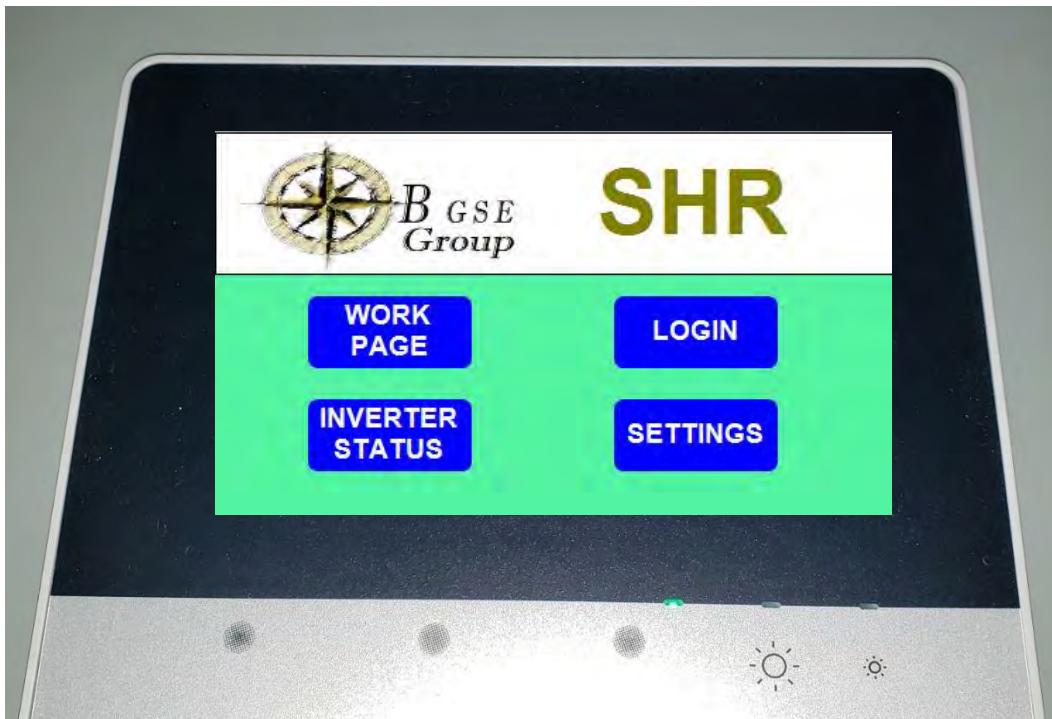 B GSE
Group
SHR
WORK
PAGE
LOGIN
INVERTER
STATUS
SETTINGS